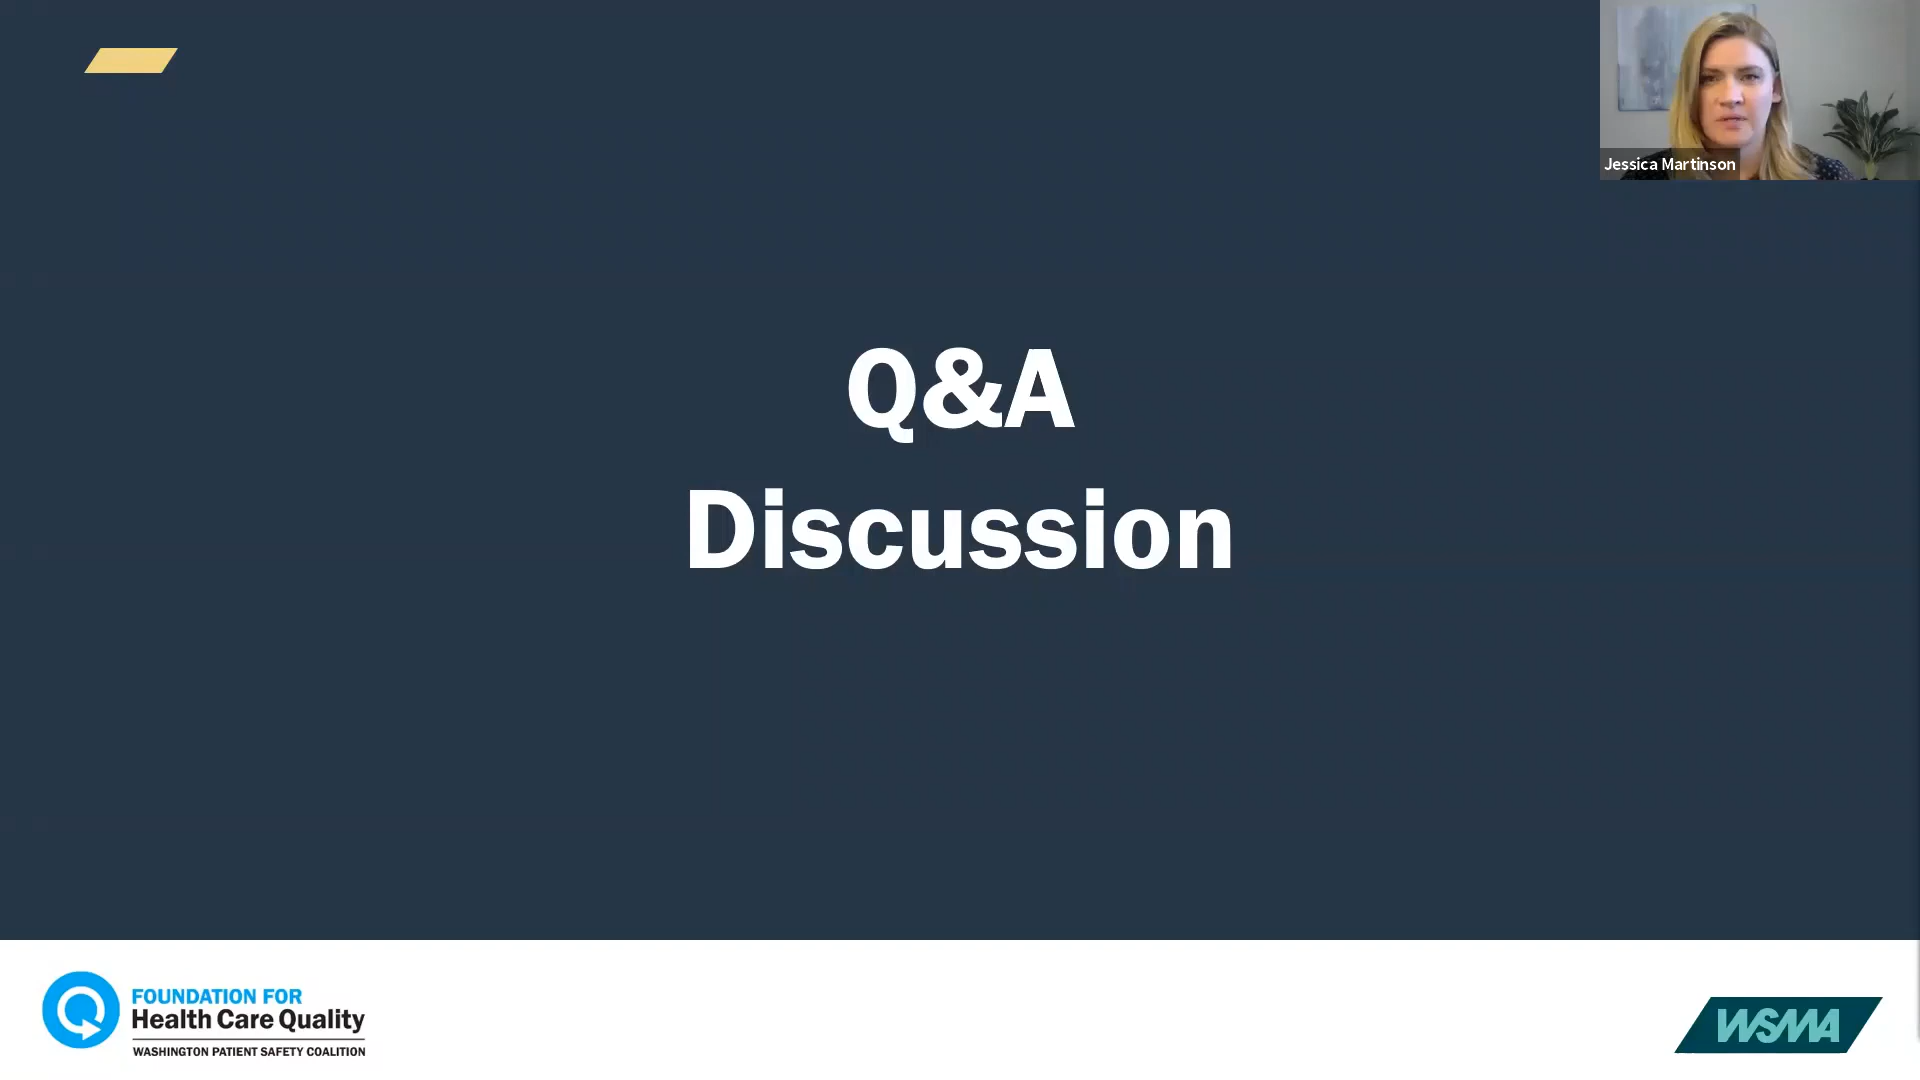 Jessica Martinson
Q&A
Discussion
FOUNDATION FOR
Health Care Quality
WASHINGTON PATIENT SAFETY COALITION
WSMA